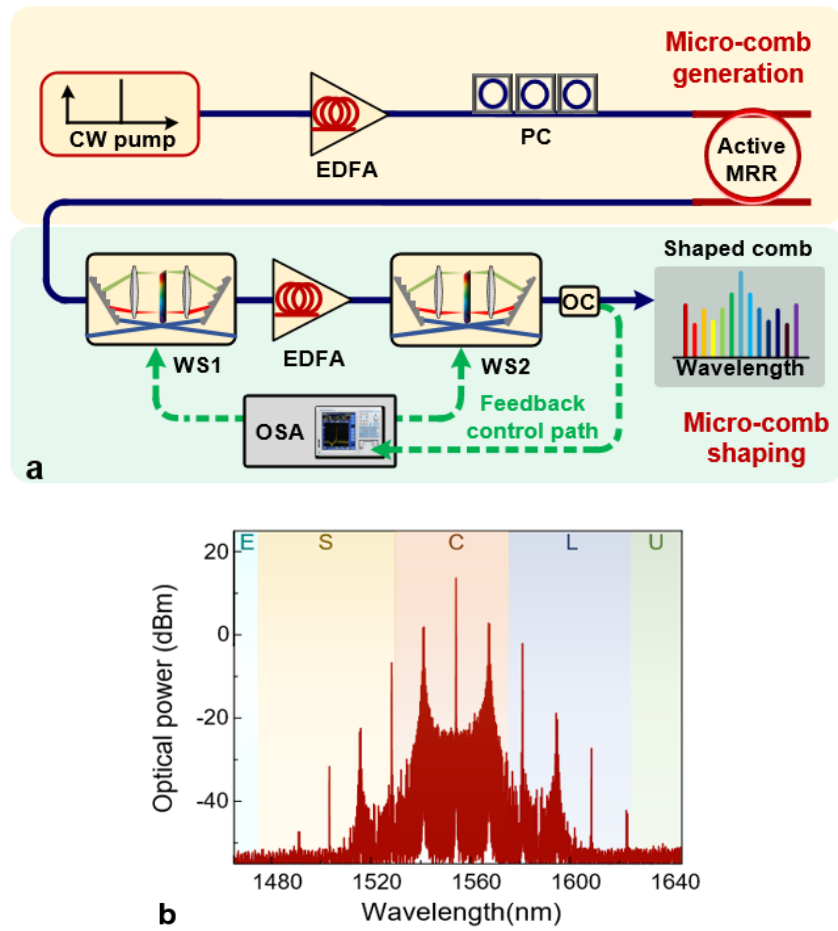 Micro-comb
generation
CW pump
EDFA
PC
Active
MRR
Shaped comb
WS1
EDFA
WS2
OC
Wavelength
OSA
Feedback
control path
Micro-comb
shaping
a
E S C L U
Optical power (dBm)
20
0
-20
-40
1480 1520 1560 1600 1640
Wavelength(nm)
b